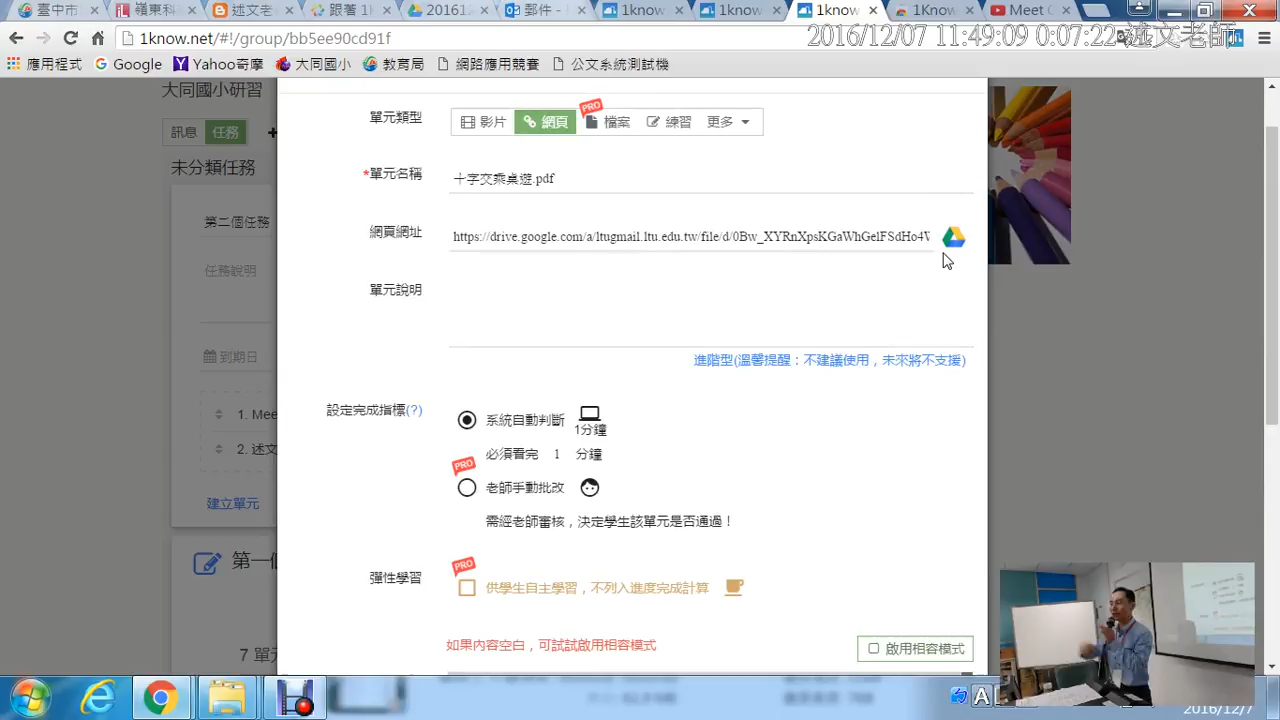 臺中市
嶺東科
述文老
跟著 1
201612
郵件 -
1know
1know
1know
1know
Meet G
1know.net/#!/group/bb5ee90cd91f
2016/12/07 11:49:09 0:07:22 述文老師
應用程式 Google Yahoo奇摩 大同國小 教育局 網路應用競賽 公文系統測試機
大同國小研習
訊息 任務
未分類任務
第二個任務
任務說明
到期日
1. Mee
2. 述文
建立單元
第一個
7 單元
單元類型 影片 網頁 PRO 檔案 練習 更多
*單元名稱 十字交乘桌遊.pdf
網頁網址 https://drive.google.com/a/ltugmail.ltu.edu.tw/file/d/0Bw_XYRnXpsKGaWhGelFSdHo4V
單元說明
進階型(溫馨提醒：不建議使用，未來將不支援)
設定完成指標(?) 系統自動判斷 1分鐘
必須看完 1 分鐘
PRO
老師手動批改
需經老師審核，決定學生該單元是否通過！
PRO
彈性學習 供學生自主學習，不列入進度完成計算
如果內容空白，可試試啟用相容模式 啟用相容模式
A
2016/12/7